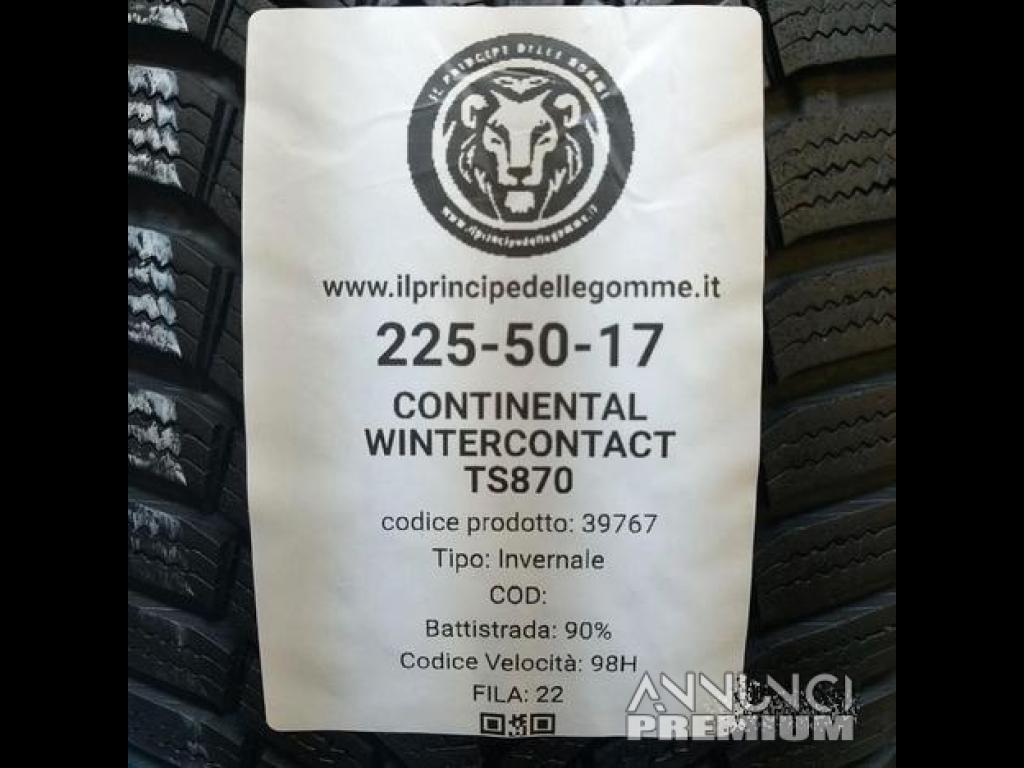 IL PRINCIPE DELLE GOMME
www.ilprincipedellegomme.it
www.ilprincipedellegomme.it
225-50-17
CONTINENTAL
WINTERCONTACT
TS870
codice prodotto: 39767
Tipo: Invernale
COD:
Battistrada: 90%
Codice Velocità: 98H
FILA: 22
ANNUNCI
PREMIUM